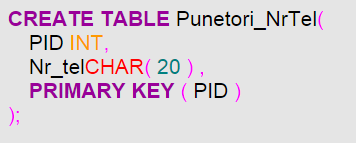 CREATE TABLE Punetori_NrTel(
PID INT,
Nr_telCHAR( 20 ) ,
PRIMARY KEY ( PID )
);